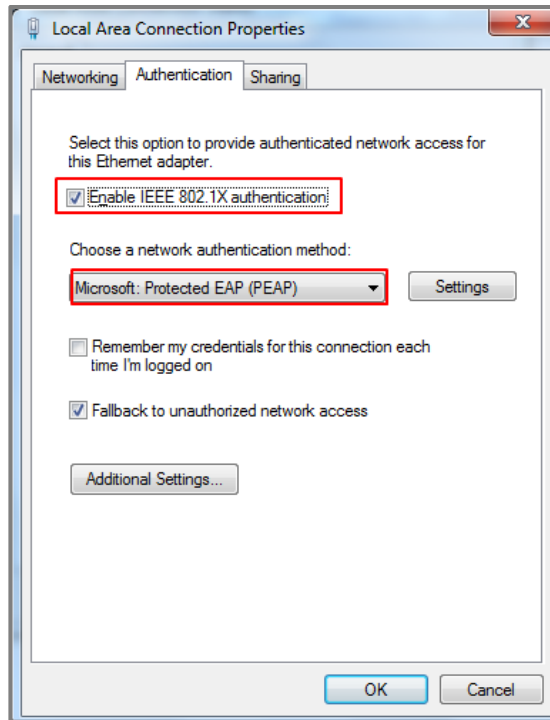 Local Area Connection Properties
Networking Authentication Sharing
Select this option to provide authenticated network access for
this Ethernet adapter.
Enable IEEE 802.1X authentication
Choose a network authentication method:
Microsoft: Protected EAP (PEAP) Settings
Remember my credentials for this connection each
time I'm logged on
Fallback to unauthorized network access
Additional Settings...
OK Cancel